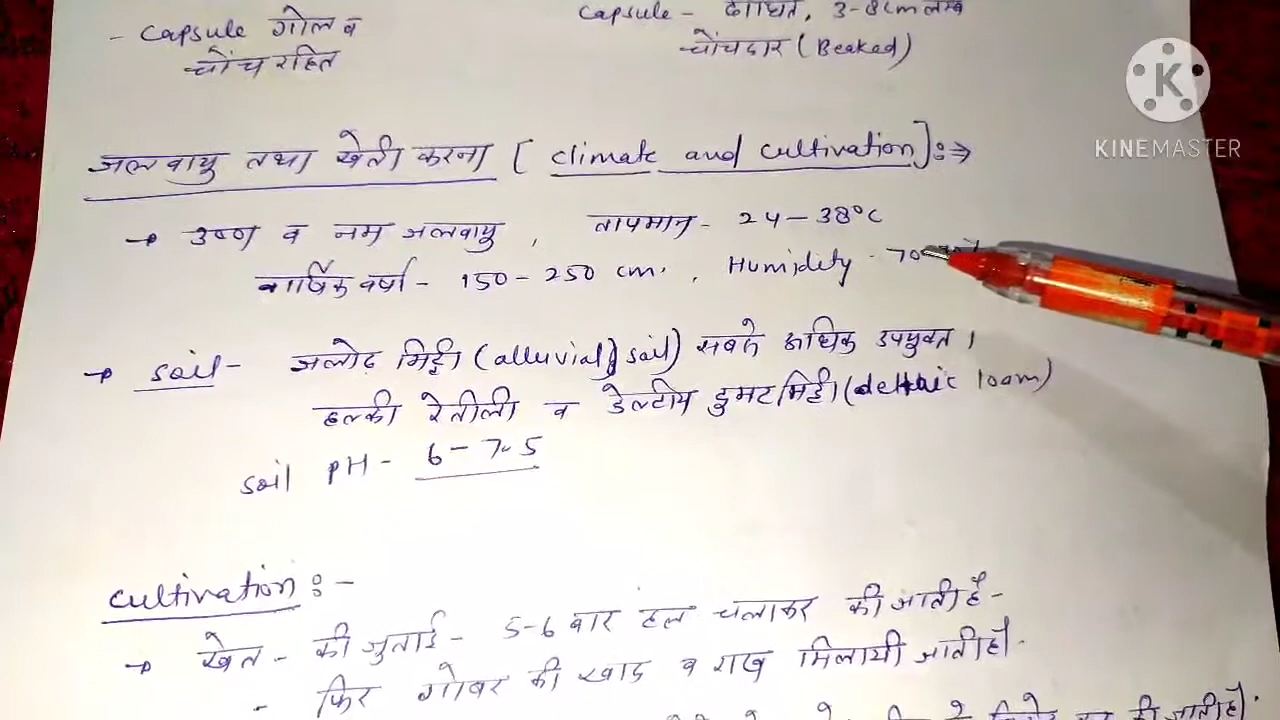 Capsule - 3-8cm लम्बे
- Capsule गोल व
चोंचदार (Beaked)
चोंच रहित
K
KINEMASTER
जलवायु तथा खेती करना [ climate and cultivation ] :⇒
→ उष्ण व नम जलवायु , तापमान - 24-38°C
वार्षिक वर्षा - 150-250 cm. , Humidity - 70
→ soil - जलोढ मिट्टी (alluvial soil) सबसे अधिक उपयुक्त ।
हल्की रेतीली व डेल्टीय दुमट मिट्टी ( loam)
soil pH - 6-7.5
cultivation :-
→ खेत - की जुताई - 5-6 बार हल चलाकर की जाती है -
- फिर गोबर की खाद व राख मिलायी जाती है।
की जाती है।